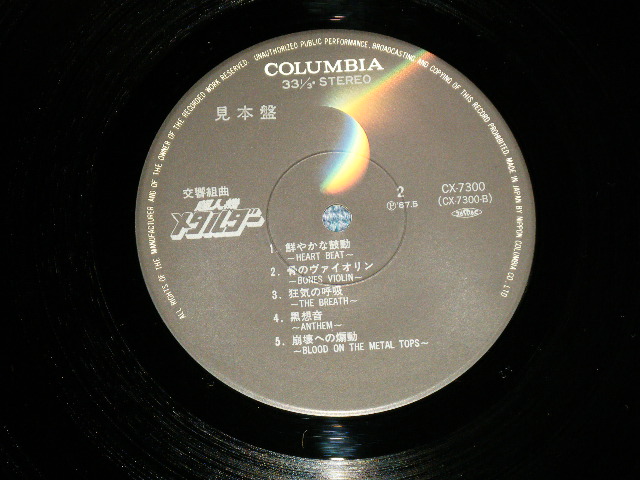 ALL RIGHTS OF THE MANUFACTURER AND OF THE OWNER OF THE RECORDED WORK RESERVED. UNAUTHORIZED PUBLIC PERFORMANCE, BROADCASTING AND COPYING OF THIS RECORD PROHIBITED. MADE IN JAPAN BY NIPPON COLUMBIA CO., LTD.
COLUMBIA
33 1/3・STEREO
見本盤
交響組曲
超人機
メタルダー
2
Ⓟ'87.5
CX-7300
(CX-7300-B)
1. 鮮やかな鼓動
～HEART BEAT～
2. 骨のヴァイオリン
～BONES VIOLIN～
3. 狂気の呼吸
～THE BREATH～
4. 黒想音
～ANTHEM～
5. 崩壊への煽動
～BLOOD ON THE METAL TOPS～